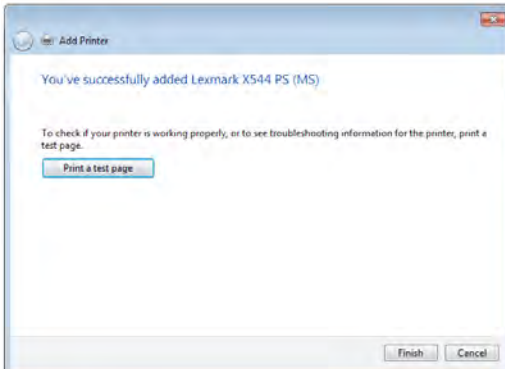 Add Printer
You've successfully added Lexmark X544 PS (MS)
To check if your printer is working properly, or to see troubleshooting information for the printer, print a
test page.
Print a test page
Finish Cancel